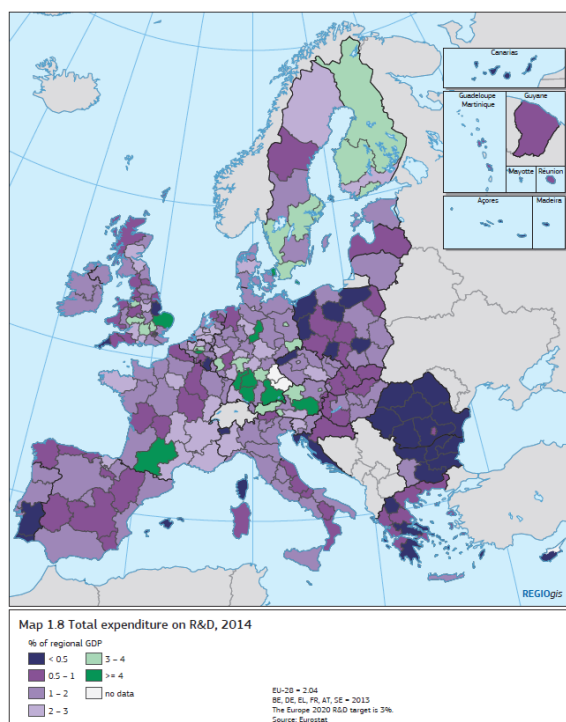 Canarias
Guadeloupe
Martinique
Guyane
Mayotte
Réunion
Açores
Madeira
REGIOgis
Map 1.8 Total expenditure on R&D, 2014
% of regional GDP
< 0.5
0.5 – 1
1 – 2
2 – 3
3 – 4
>= 4
no data
EU-28 = 2.04
BE, DE, EL, FR, AT, SE = 2013
The Europe 2020 R&D target is 3%.
Source: Eurostat